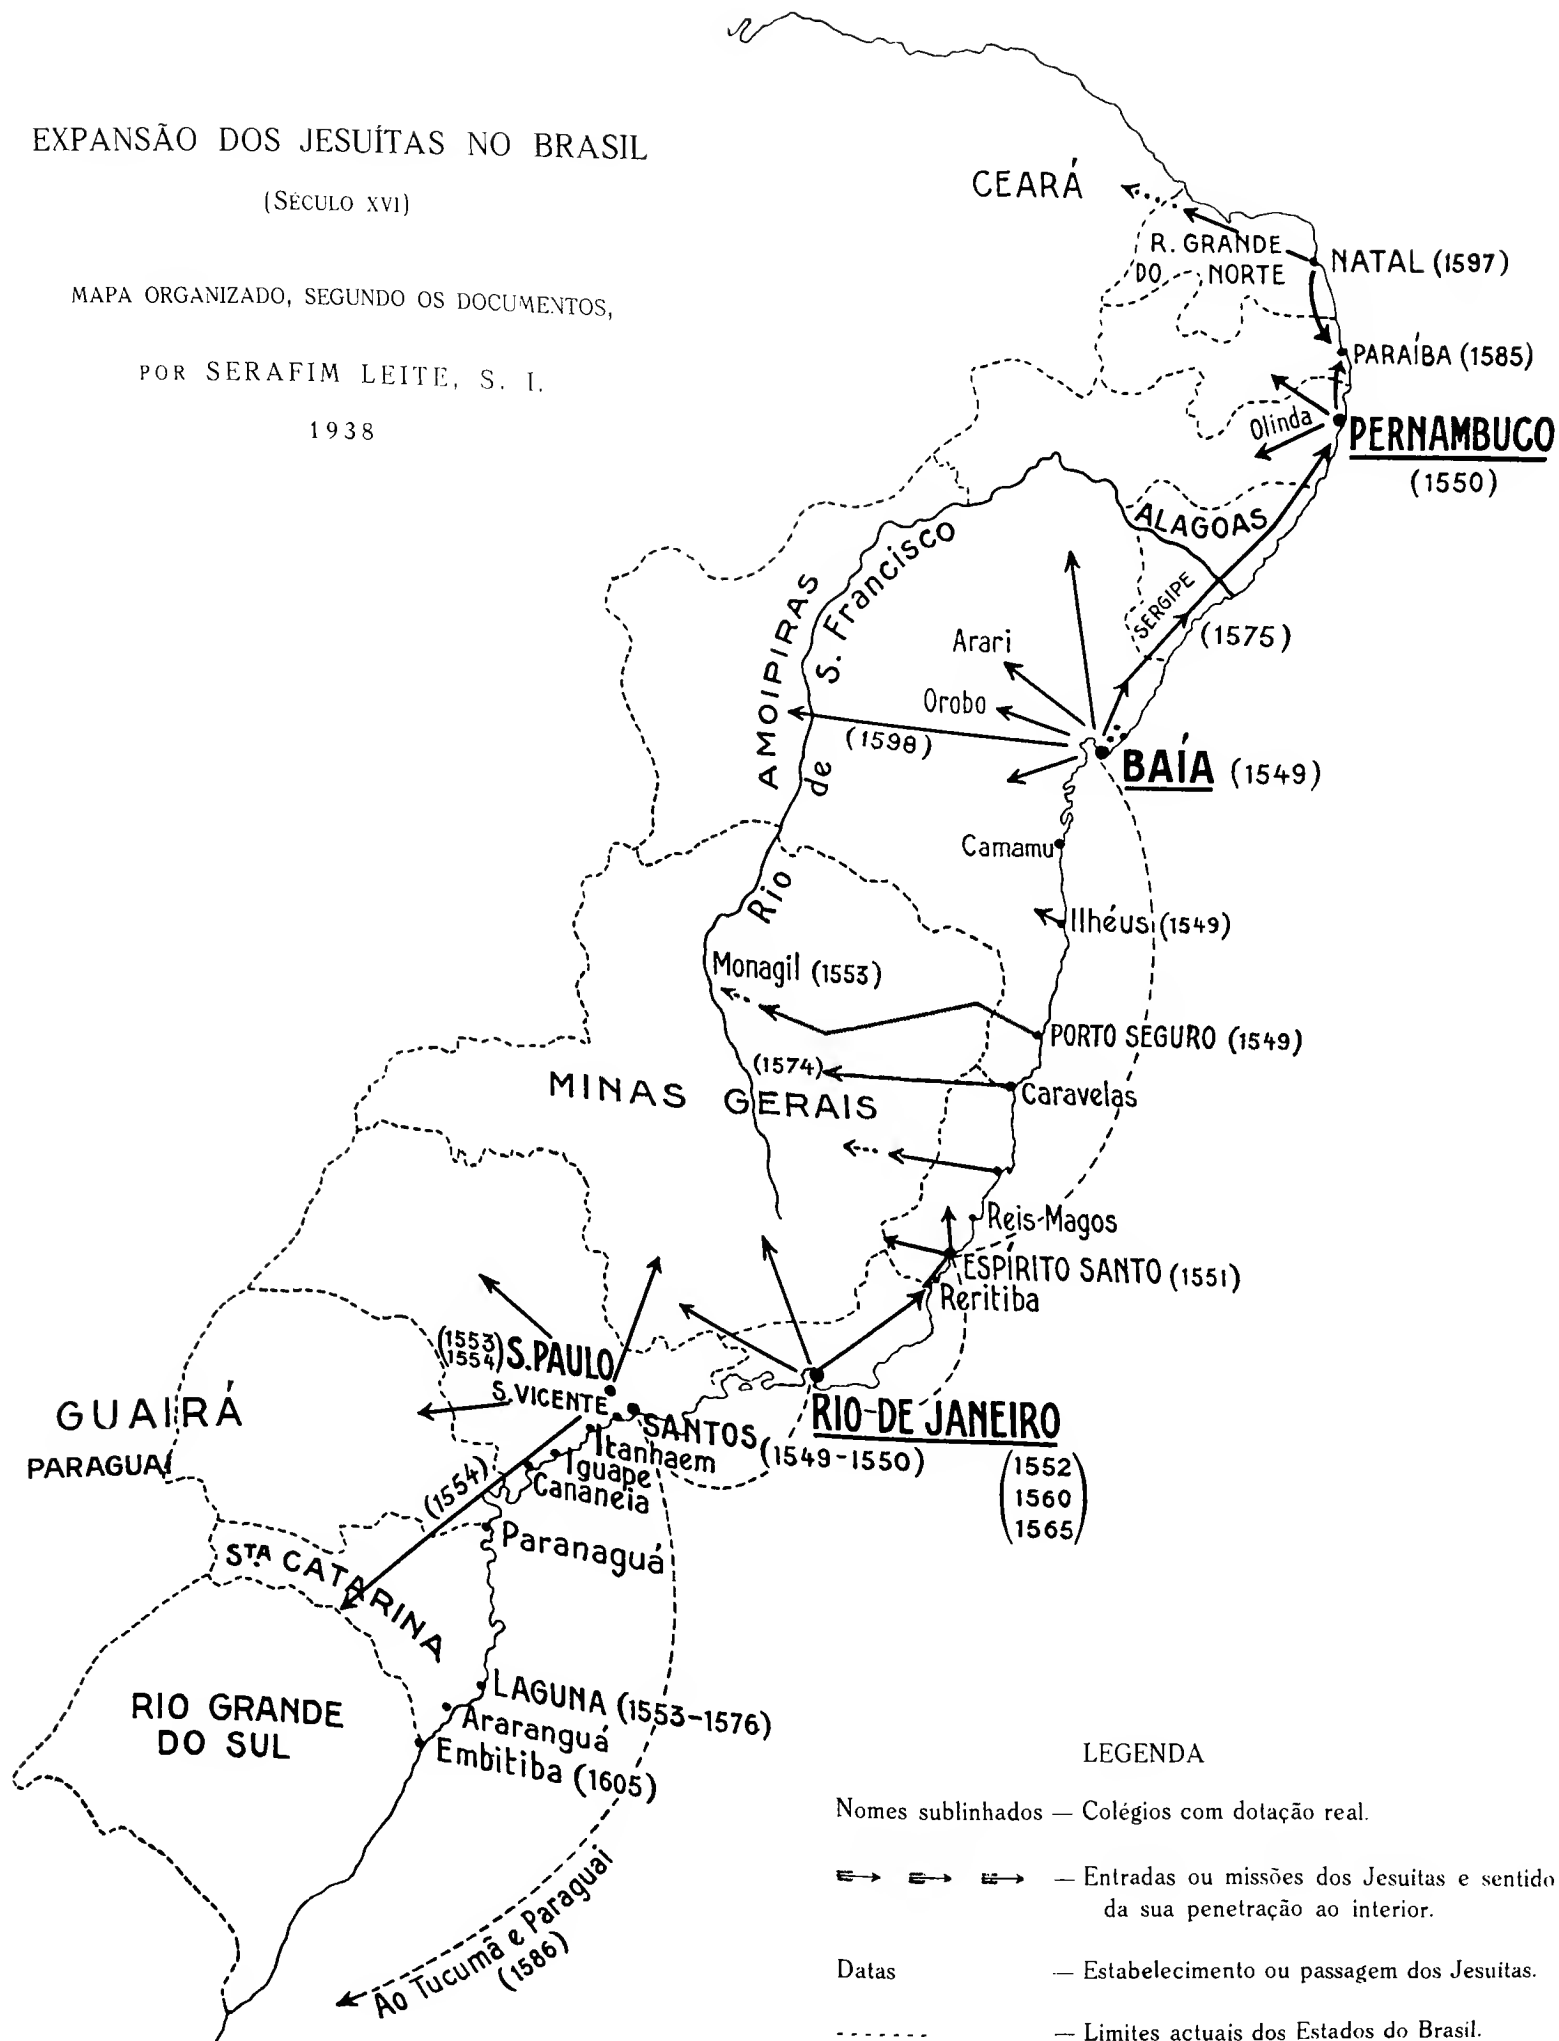 EXPANSÃO DOS JESUÍTAS NO BRASIL
(SÉCULO XVI)
MAPA ORGANIZADO, SEGUNDO OS DOCUMENTOS,
POR SERAFIM LEITE, S. I.
1938
CEARÁ
R. GRANDE
DO NORTE
NATAL (1597)
PARAÍBA (1585)
Olinda
PERNAMBUCO
(1550)
ALAGOAS
SERGIPE
(1575)
AMOIPIRAS
Rio de S. Francisco
Arari
Orobo
(1598)
BAÍA (1549)
Camamu
Ilhéus (1549)
Monagil (1553)
PORTO SEGURO (1549)
(1574)
Caravelas
MINAS GERAIS
Reis-Magos
ESPÍRITO SANTO (1551)
Reritiba
(1553
1554) S. PAULO
S. VICENTE
SANTOS
(1549-1550)
RIO-DE JANEIRO
(1552
1560
1565)
GUAIRÁ
PARAGUAI
Itanhaem
Iguape
Cananeia
(1554)
Paranaguá
STA CATARINA
RIO GRANDE
DO SUL
LAGUNA (1553-1576)
Araranguá
Embitiba (1605)
Ao Tucumã e Paraguai
(1586)
LEGENDA
Nomes sublinhados — Colégios com dotação real.
— Entradas ou missões dos Jesuítas e sentido
da sua penetração ao interior.
Datas — Estabelecimento ou passagem dos Jesuítas.
— Limites actuais dos Estados do Brasil.